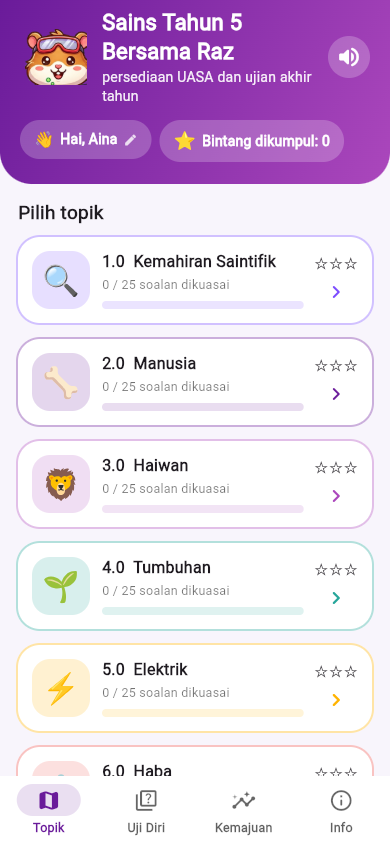 Sains Tahun 5
Bersama Raz
persediaan UASA dan ujian akhir
tahun
Hai, Aina
Bintang dikumpul: 0
Pilih topik
1.0 Kemahiran Saintifik
0 / 25 soalan dikuasai
2.0 Manusia
0 / 25 soalan dikuasai
3.0 Haiwan
0 / 25 soalan dikuasai
4.0 Tumbuhan
0 / 25 soalan dikuasai
5.0 Elektrik
0 / 25 soalan dikuasai
6.0 Haba
Topik
Uji Diri
Kemajuan
Info